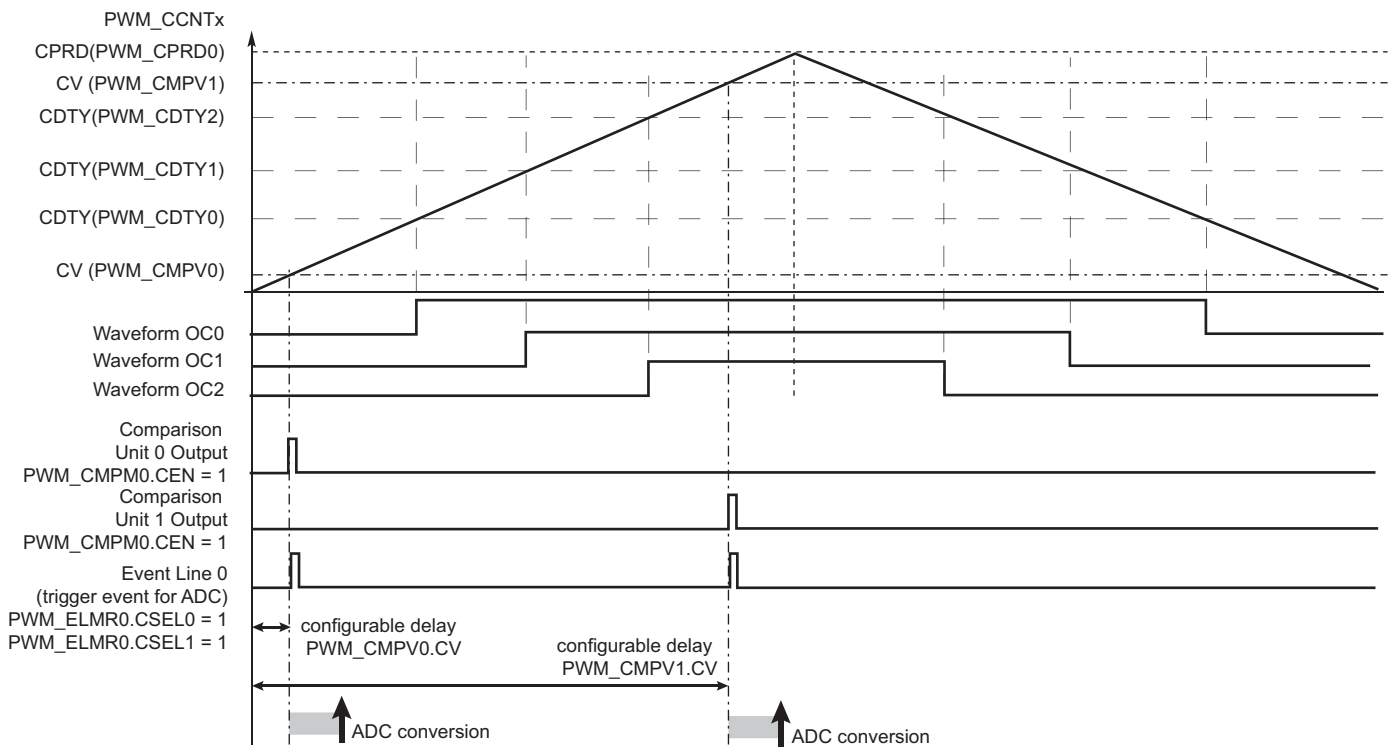 PWM_CCNTx
CPRD(PWM_CPRD0)
CV (PWM_CMPV1)
CDTY(PWM_CDTY2)
CDTY(PWM_CDTY1)
CDTY(PWM_CDTY0)
CV (PWM_CMPV0)
Waveform OC0
Waveform OC1
Waveform OC2
Comparison
Unit 0 Output
PWM_CMPM0.CEN = 1
Comparison
Unit 1 Output
PWM_CMPM0.CEN = 1
Event Line 0
(trigger event for ADC)
PWM_ELMR0.CSEL0 = 1
PWM_ELMR0.CSEL1 = 1
configurable delay
PWM_CMPV0.CV
configurable delay
PWM_CMPV1.CV
ADC conversion
ADC conversion